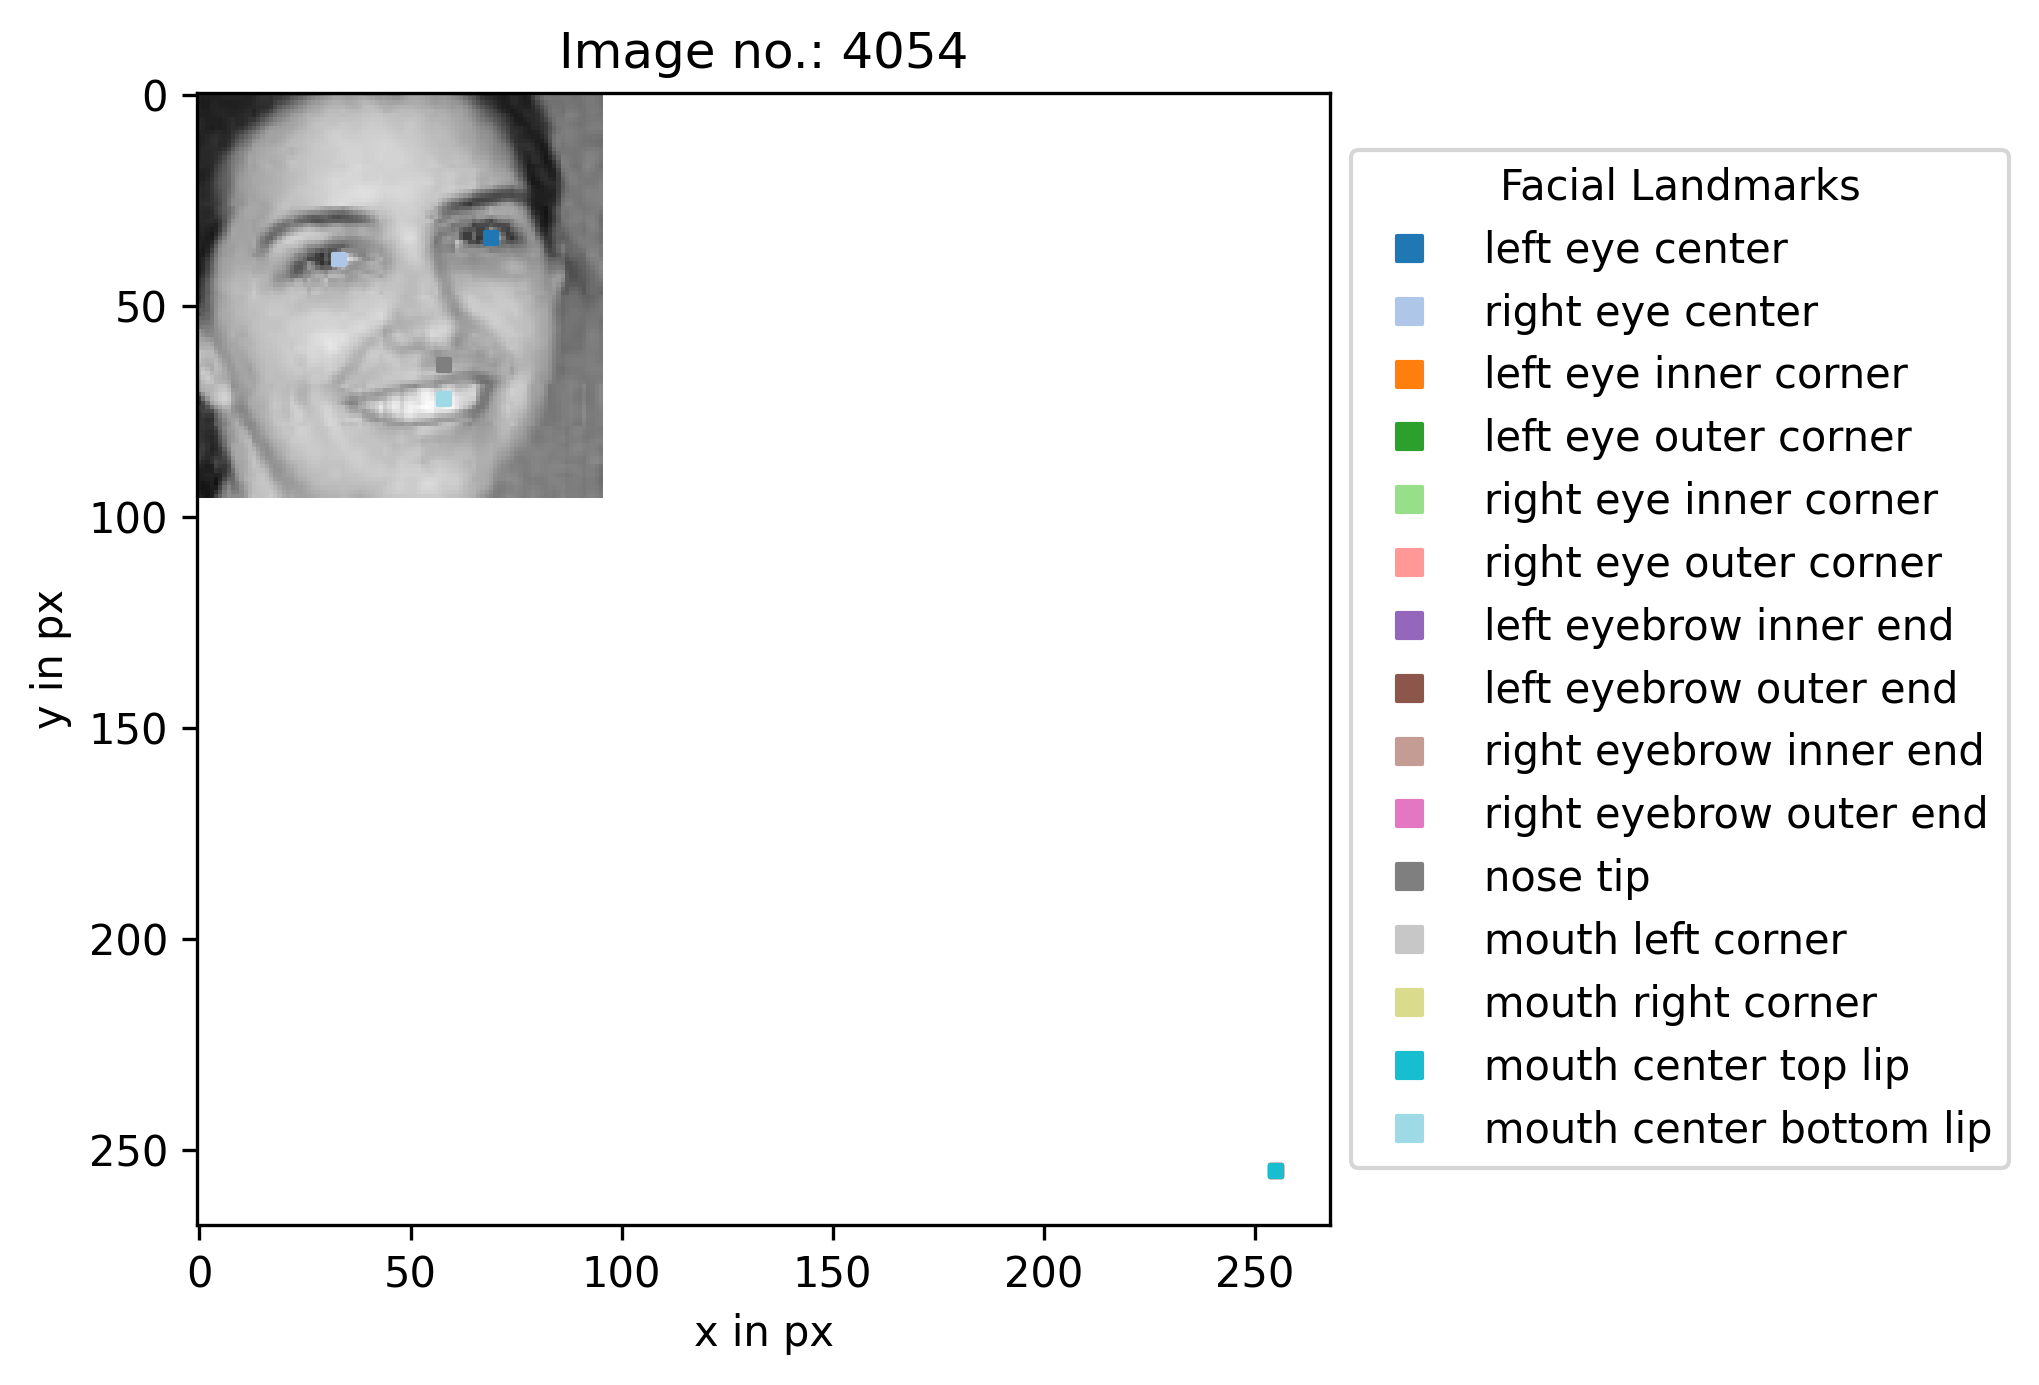 Image no.: 4054
0
50
100
150
200
250
y in px
0 50 100 150 200 250
x in px
Facial Landmarks
left eye center
right eye center
left eye inner corner
left eye outer corner
right eye inner corner
right eye outer corner
left eyebrow inner end
left eyebrow outer end
right eyebrow inner end
right eyebrow outer end
nose tip
mouth left corner
mouth right corner
mouth center top lip
mouth center bottom lip